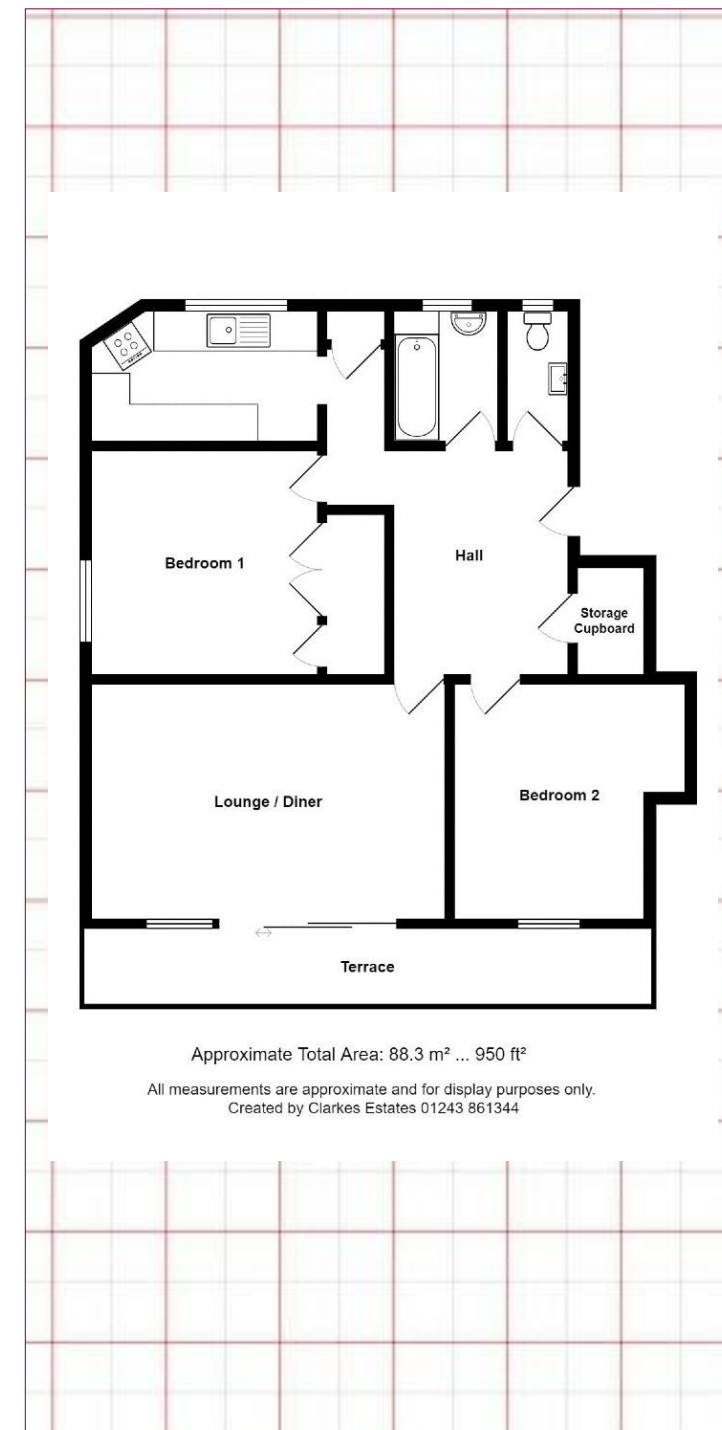 Bedroom 1
Hall
Storage
Cupboard
Lounge / Diner
Bedroom 2
Terrace
Approximate Total Area: 88.3 m² ... 950 ft²
All measurements are approximate and for display purposes only.
Created by Clarkes Estates 01243 861344